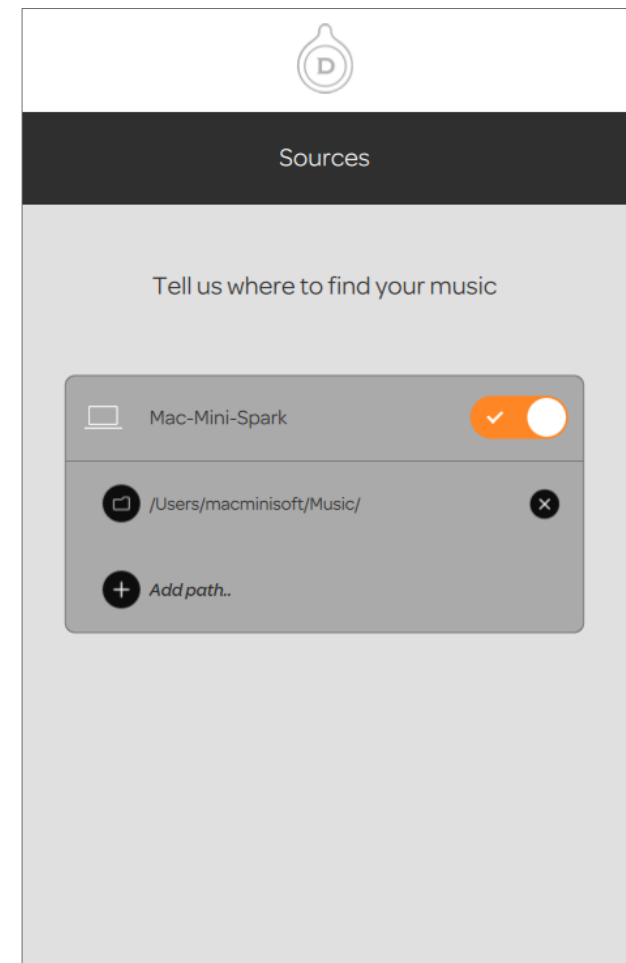 D
Sources
Tell us where to find your music
Mac-Mini-Spark
/Users/macminisoft/Music/
Add path..